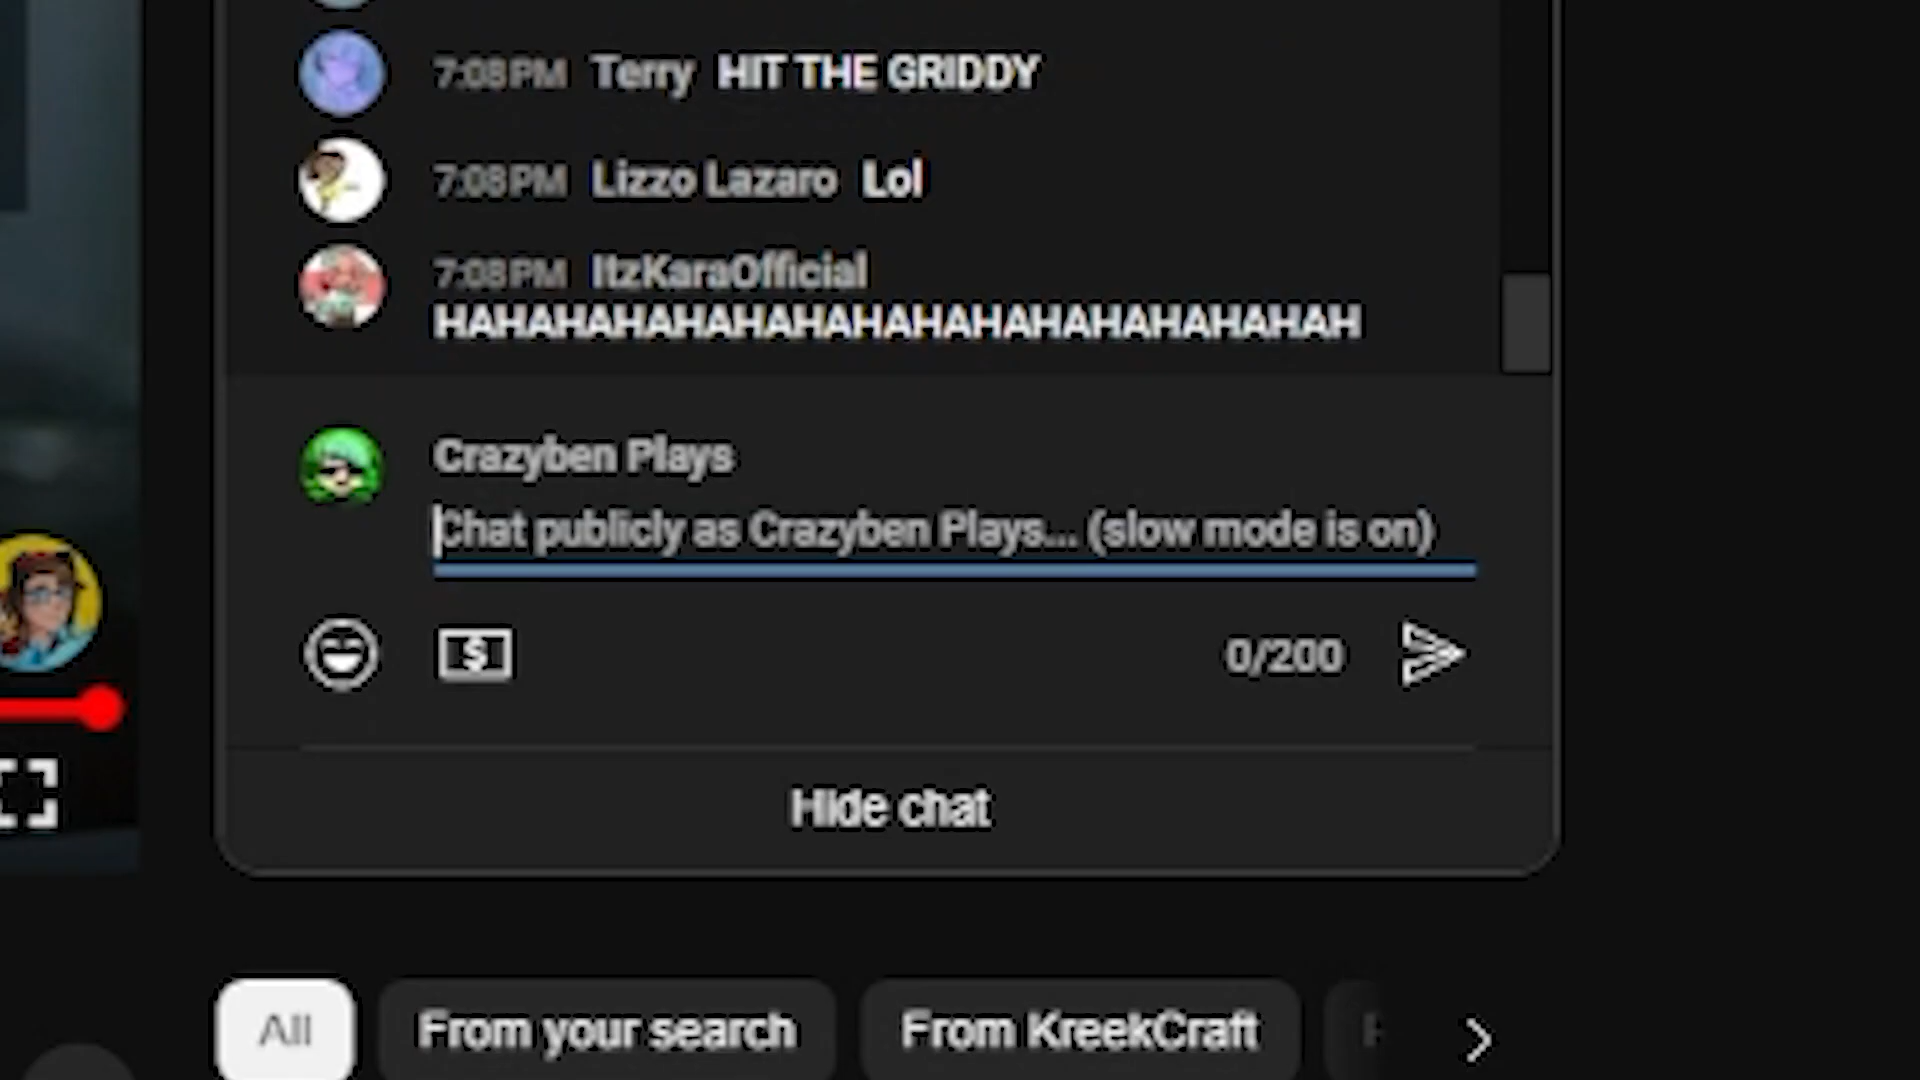 7:08 PM Terry HIT THE GRIDDY
7:08 PM Lizzo Lazaro Lol
7:08 PM ItzKaraOfficial
HAHAHAHAHAHAHAHAHAHAHAHAHAHAHAH
Crazyben Plays
Chat publicly as Crazyben Plays... (slow mode is on)
$ 0/200
Hide chat
All From your search From KreekCraft